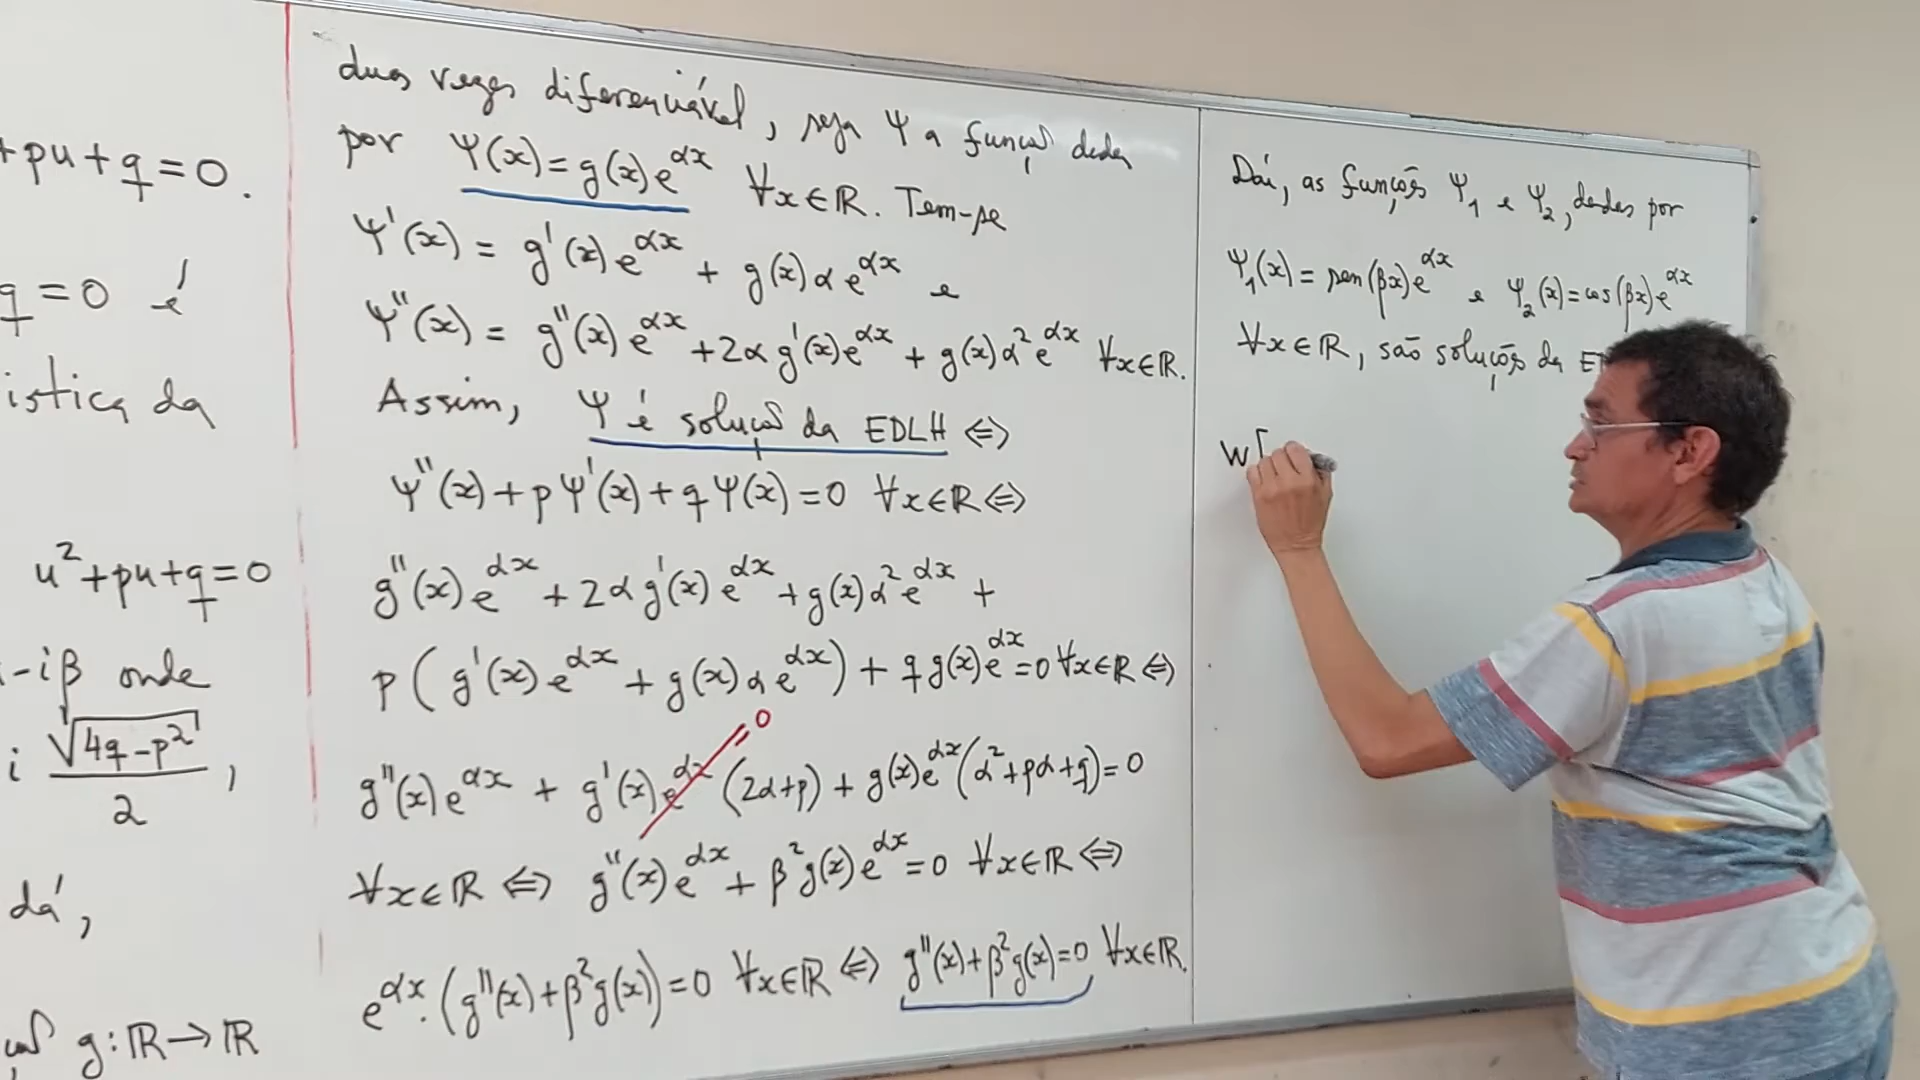 +pu+q=0.
q=0 é
ística da
u²+pu+q=0
-iβ onde
i √(4q-p²)/2,
dá,
g:ℝ→ℝ
duas vezes diferenciável, seja Ψ a função dada
por Ψ(x)=g(x)e^{αx} ∀x∈ℝ. Tem-se
Ψ'(x) = g'(x)e^{αx} + g(x)αe^{αx} e
Ψ''(x) = g''(x)e^{αx}+2αg'(x)e^{αx}+g(x)α²e^{αx} ∀x∈ℝ.
Assim, Ψ é solução da EDLH ⇔
Ψ''(x)+pΨ'(x)+qΨ(x)=0 ∀x∈ℝ⇔
g''(x)e^{αx}+2αg'(x)e^{αx}+g(x)α²e^{αx}+
p(g'(x)e^{αx}+g(x)αe^{αx})+qg(x)e^{αx}=0∀x∈ℝ⇔
=0
g''(x)e^{αx}+g'(x)e^{αx}(2α+p)+g(x)e^{αx}(α²+pα+q)=0
∀x∈ℝ ⇔ g''(x)e^{αx}+β²g(x)e^{αx}=0 ∀x∈ℝ⇔
e^{αx}.(g''(x)+β²g(x))=0 ∀x∈ℝ⇔ g''(x)+β²g(x)=0 ∀x∈ℝ.
Daí, as funções Ψ₁ e Ψ₂, dadas por
Ψ₁(x)=sen(βx)e^{αx} e Ψ₂(x)=cos(βx)e^{αx}
∀x∈ℝ, são soluções da E
W[